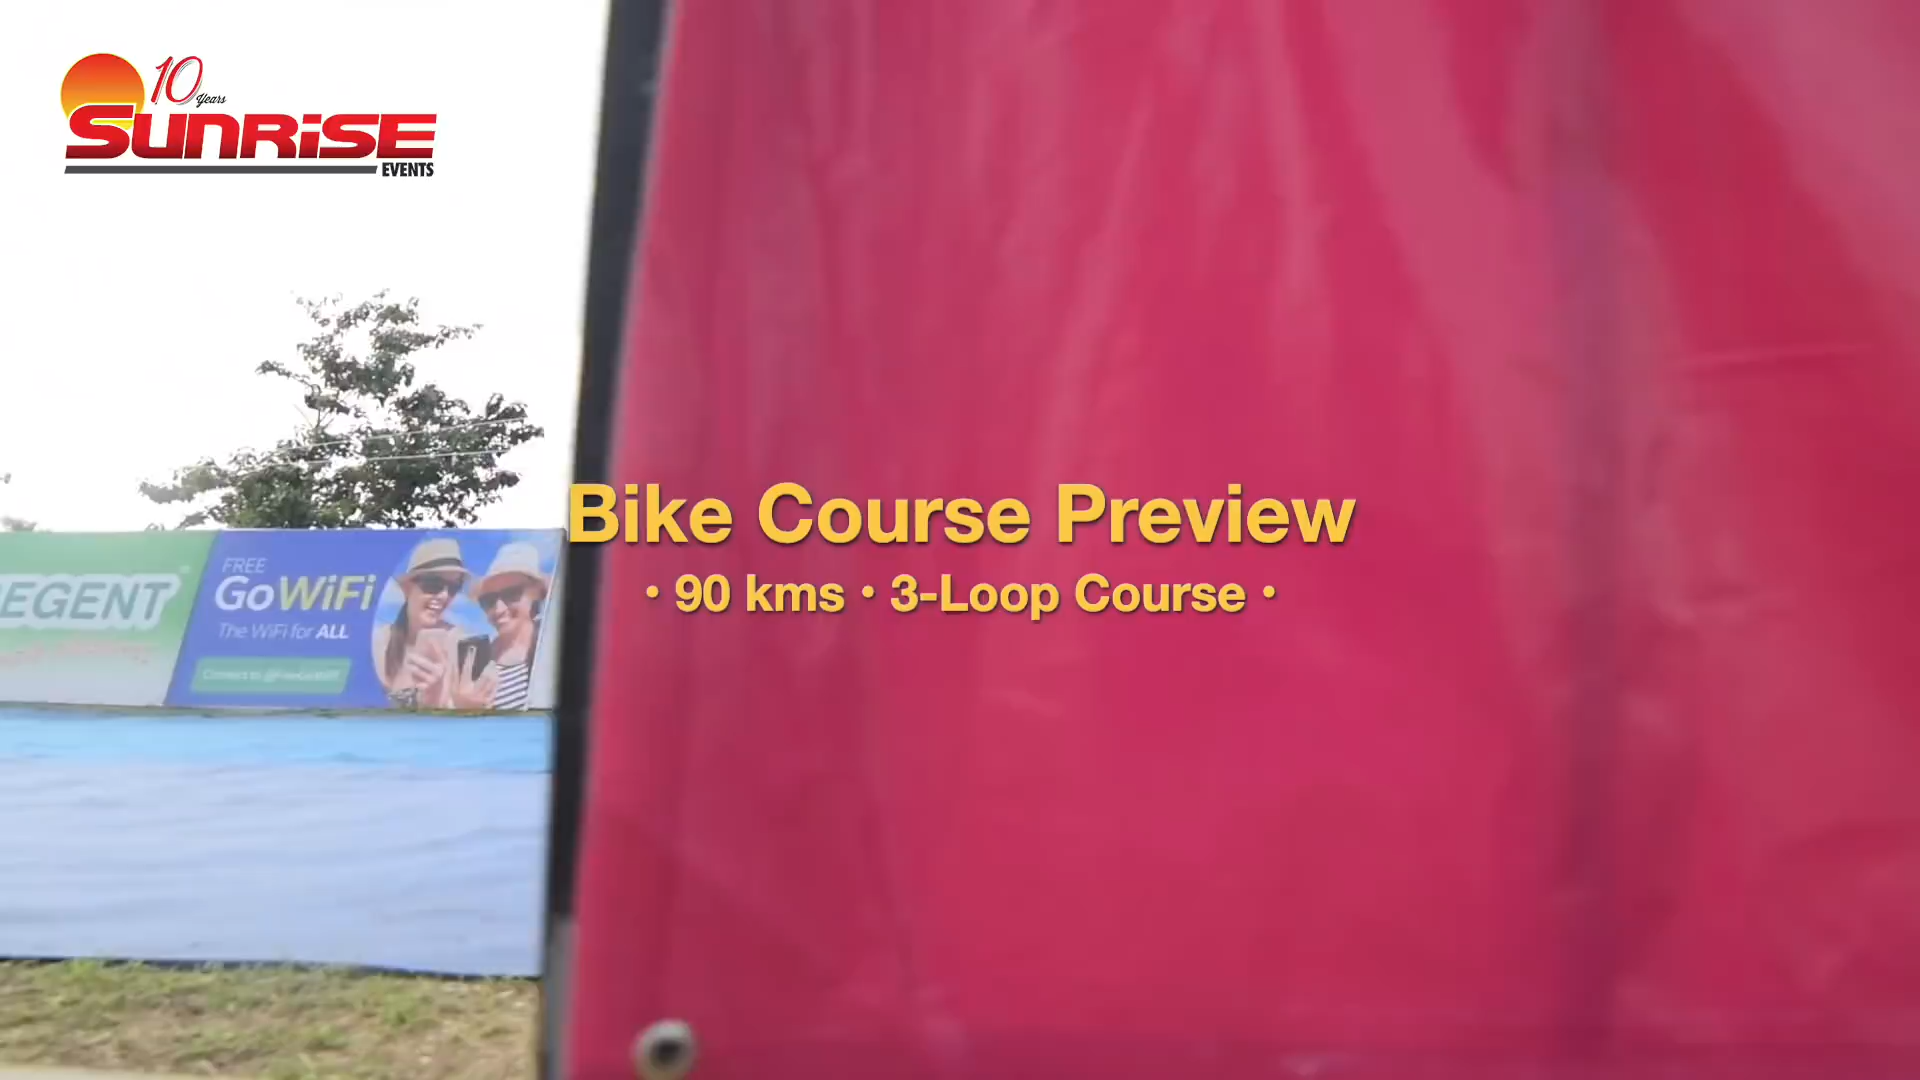 10 Years
SUNRiSE
EVENTS
Bike Course Preview
• 90 kms • 3-Loop Course •
EGENT
FREE
GoWiFi
The WiFi for ALL